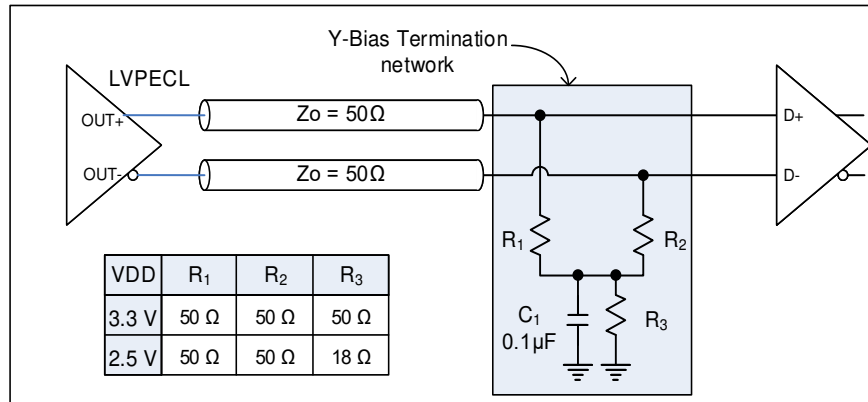 Y-Bias Termination
network
LVPECL
OUT+
Zo = 50Ω
D+
OUT-
Zo = 50Ω
D-
R1
R2
VDD R1 R2 R3
3.3 V 50 Ω 50 Ω 50 Ω
2.5 V 50 Ω 50 Ω 18 Ω
C1
0.1µF
R3